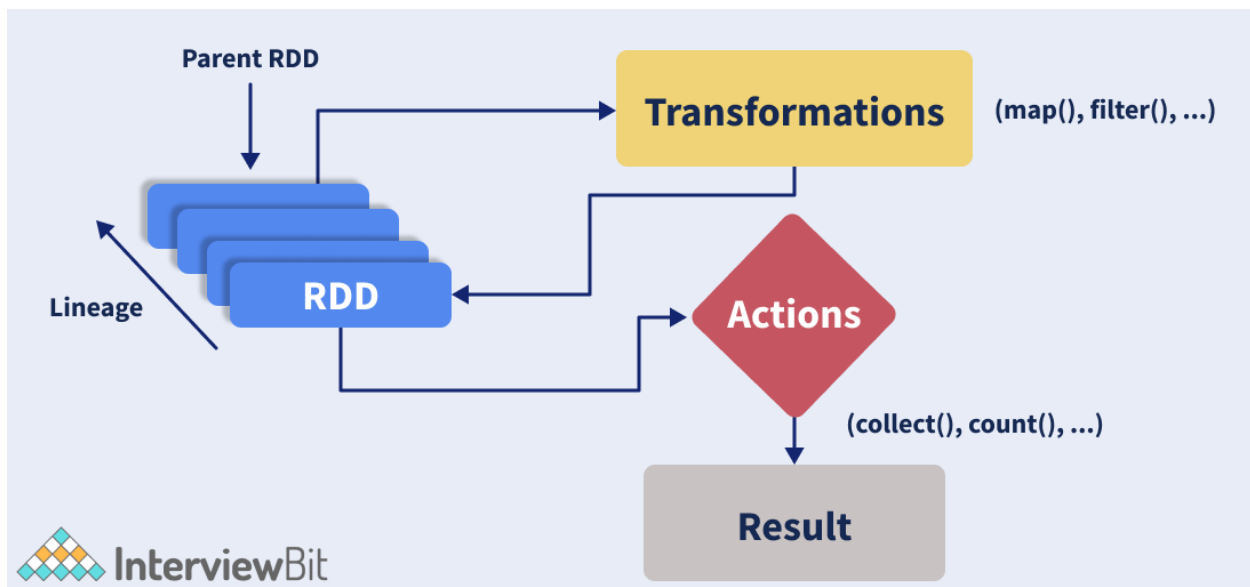 Parent RDD
Transformations
(map(), filter(), ...)
RDD
Lineage
Actions
(collect(), count(), ...)
Result
InterviewBit